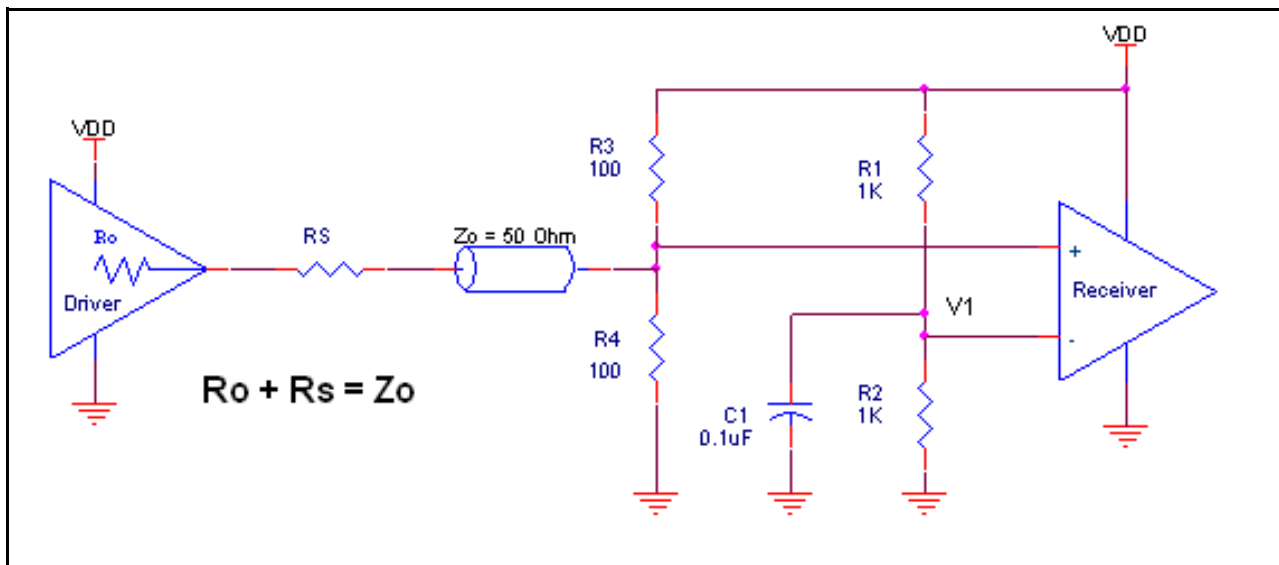 VDD
VDD
R3
100
R1
1K
Ro
RS
Zo = 50 Ohm
+
Driver
Receiver
V1
-
R4
100
Ro + Rs = Zo
R2
1K
C1
0.1uF